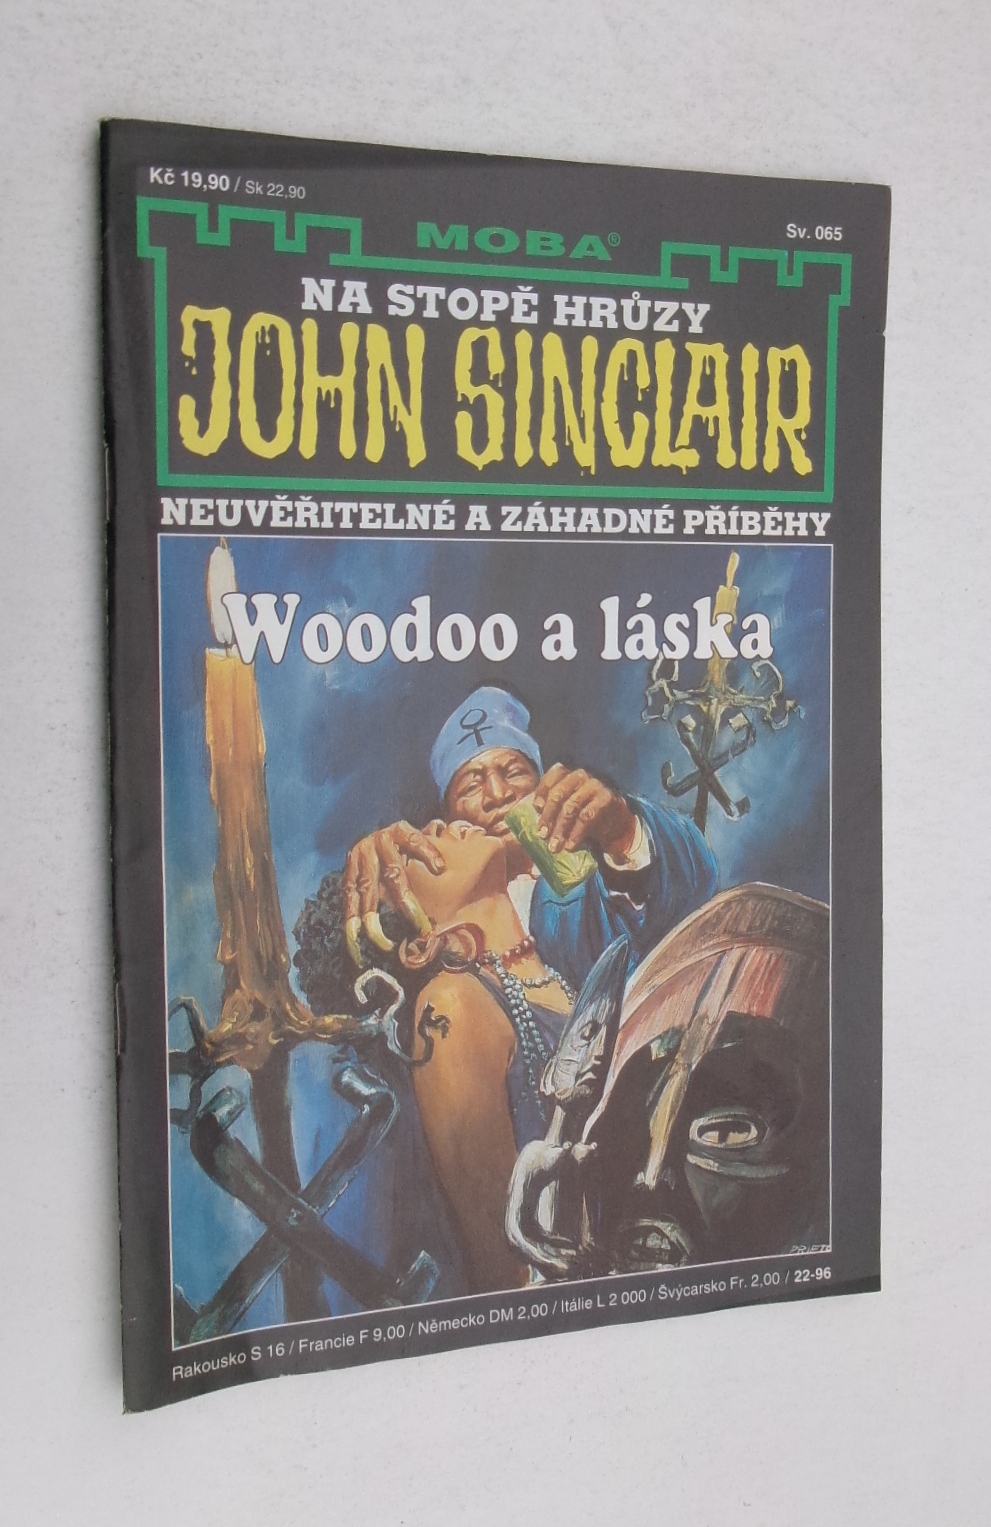 Kč 19,90 / Sk 22,90
Sv. 065
MOBA®
NA STOPĚ HRŮZY
JOHN SINCLAIR
NEUVĚŘITELNÉ A ZÁHADNÉ PŘÍBĚHY
Woodoo a láska
PRIETO
Rakousko S 16 / Francie F 9,00 / Německo DM 2,00 / Itálie L 2 000 / Švýcarsko Fr. 2,00 / 22-96